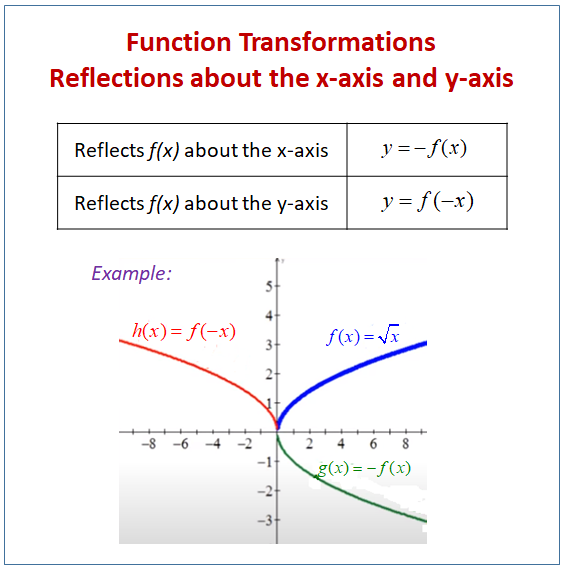 Function Transformations
Reflections about the x-axis and y-axis
Reflects f(x) about the x-axis y = −f(x)
Reflects f(x) about the y-axis y = f(−x)
Example:
y
5
4
h(x) = f(−x) f(x) = √x
3
2
1
−8 −6 −4 −2 2 4 6 8
−1
g(x) = −f(x)
−2
−3